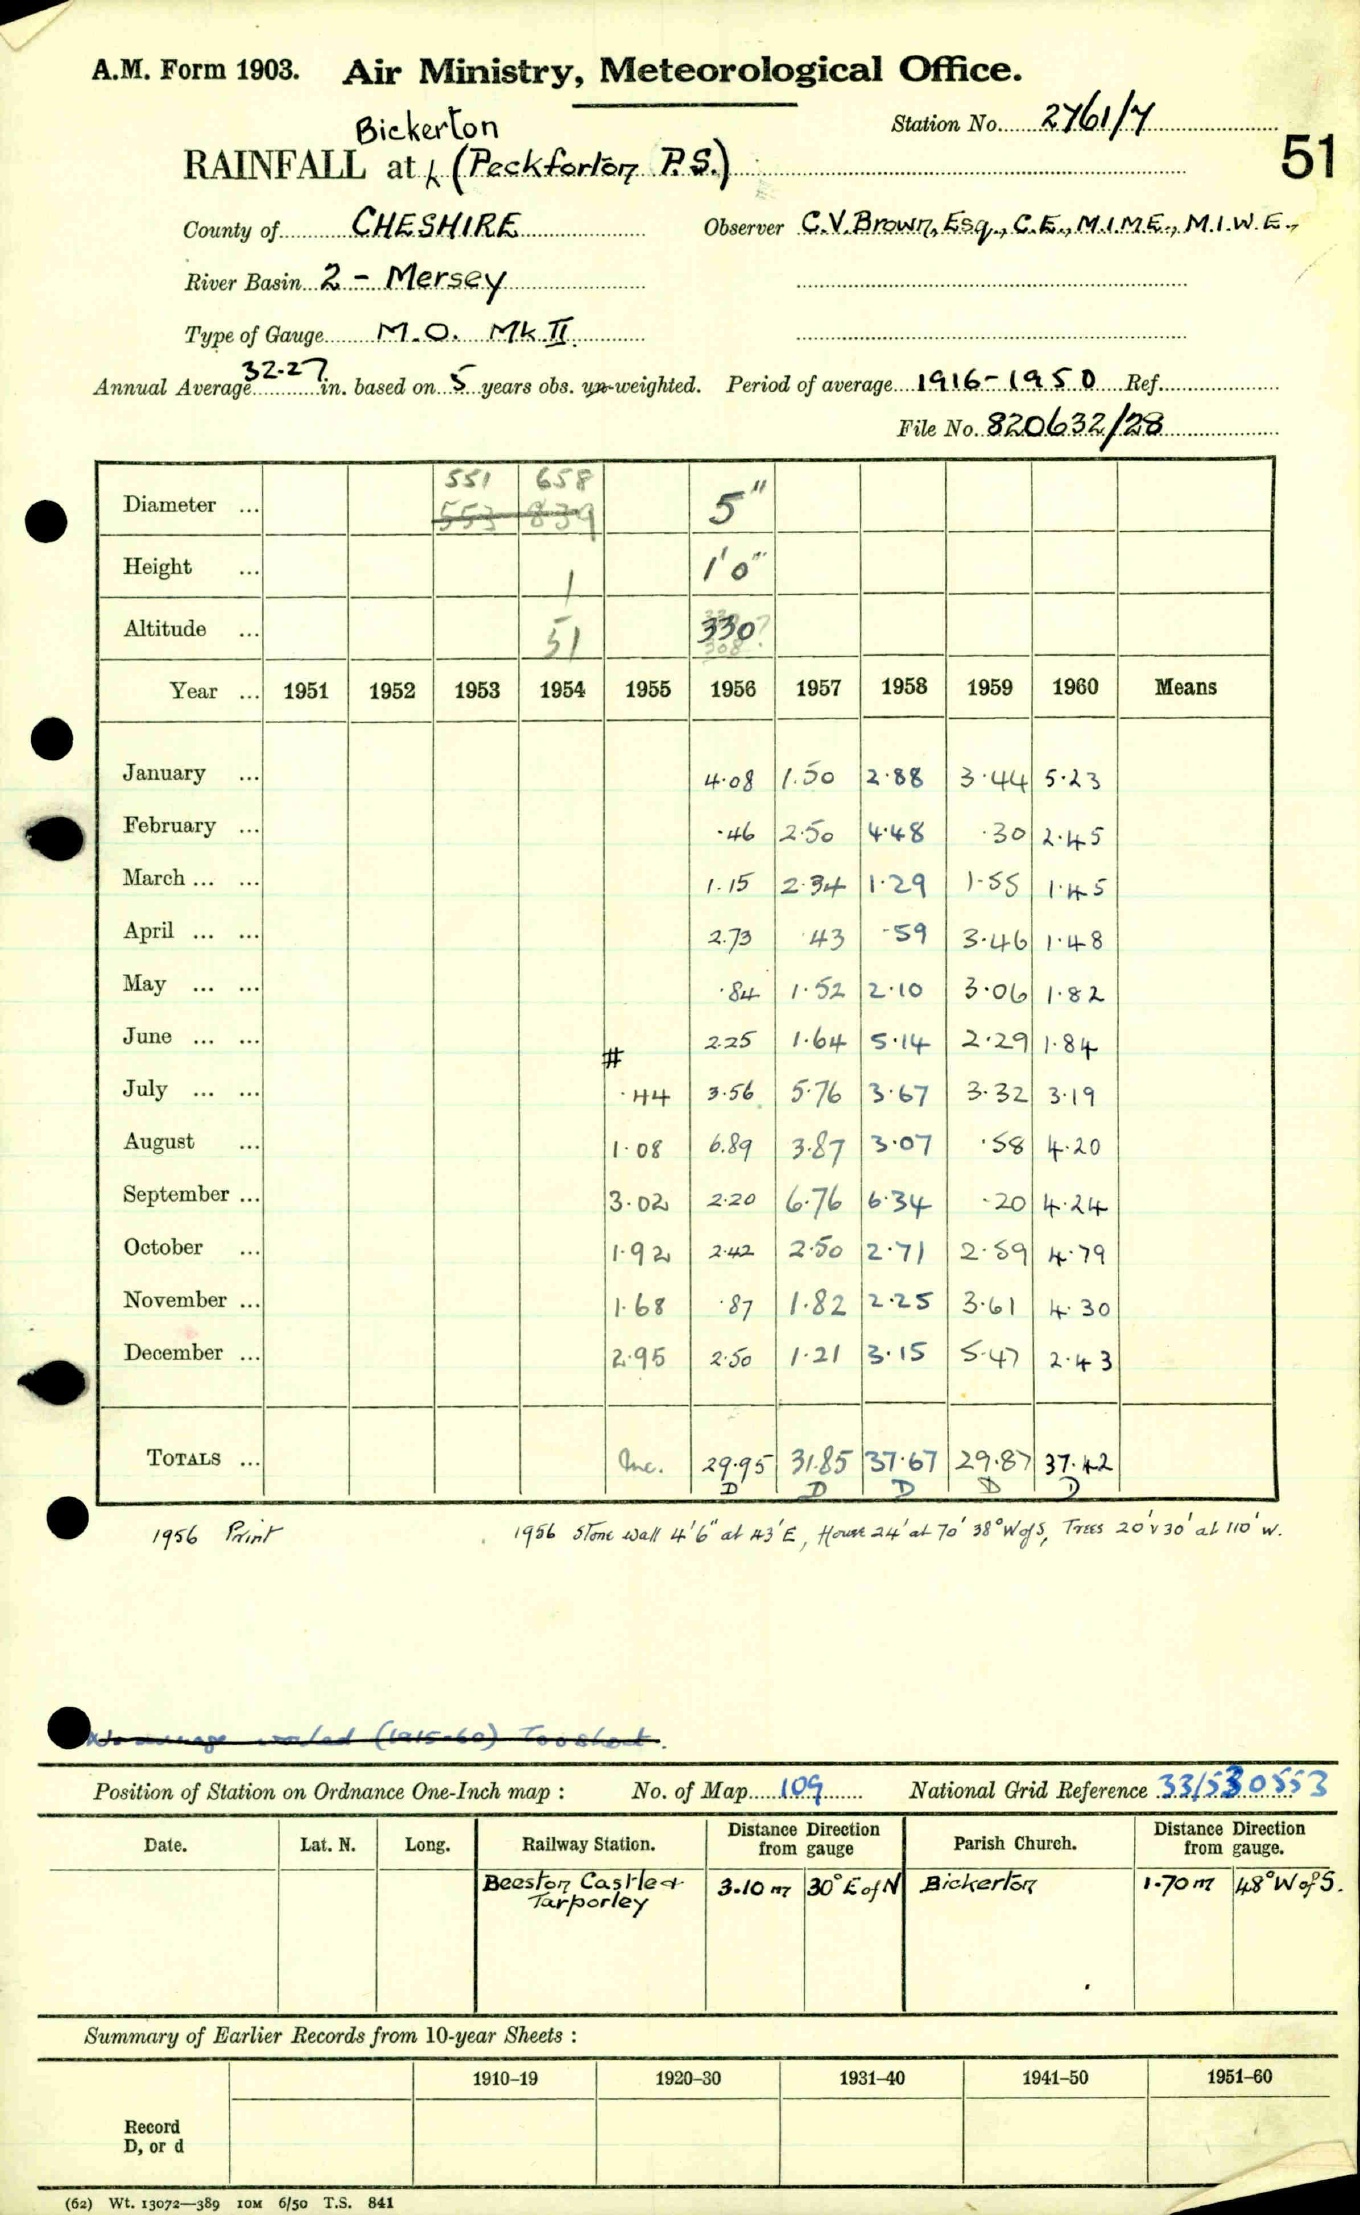 A.M. Form 1903. Air Ministry, Meteorological Office.
Station No. 2761/7
51
Bickerton
RAINFALL at (Peckforton P.S.)
County of CHESHIRE Observer C.V. Brown, Esq., C.E., M.I.M.E., M.I.W.E.,
River Basin 2 - Mersey
Type of Gauge M.O. Mk II.
Annual Average 32.27 in. based on 5 years obs. un-weighted. Period of average 1916-1950 Ref.
File No. 820632/28
551 658
Diameter ... 553 839 5"
Height ... 1 1'0"
Altitude ... 51 330
Year ... 1951 1952 1953 1954 1955 1956 1957 1958 1959 1960 Means
January ... 4.08 1.50 2.88 3.44 5.23
February ... .46 2.50 4.48 .30 2.45
March ... ... 1.15 2.34 1.29 1.55 1.45
April ... ... 2.73 .43 .59 3.46 1.48
May ... ... .84 1.52 2.10 3.06 1.82
June ... ... 2.25 1.64 5.14 2.29 1.84
#
July ... ... .44 3.56 5.76 3.67 3.32 3.19
August ... 1.08 6.89 3.87 3.07 .58 4.20
September ... 3.02 2.20 6.76 6.34 .20 4.24
October ... 1.92 2.42 2.50 2.71 2.59 4.79
November ... 1.68 .87 1.82 2.25 3.61 4.30
December ... 2.95 2.50 1.21 3.15 5.47 2.43
TOTALS ... Inc. 29.95 31.85 37.67 29.87 37.42
D D D D D
1956 Print 1956 Stone wall 4'6" at 43'E, House 24' at 70' 38° W of S, Trees 20'v 30' at 110' W.
average worked (1915-60) Too short.
Position of Station on Ordnance One-Inch map : No. of Map 109 National Grid Reference 33/530553
Date. Lat. N. Long. Railway Station. Distance Direction from gauge Parish Church. Distance Direction from gauge.
Beeston Castle & Tarporley 3.10 m 30° E of N Bickerton 1.70 m 48° W of S.
Summary of Earlier Records from 10-year Sheets :
1910–19 1920–30 1931–40 1941–50 1951–60
Record
D, or d
(62) Wt. 13072—389 10M 6/50 T.S. 841